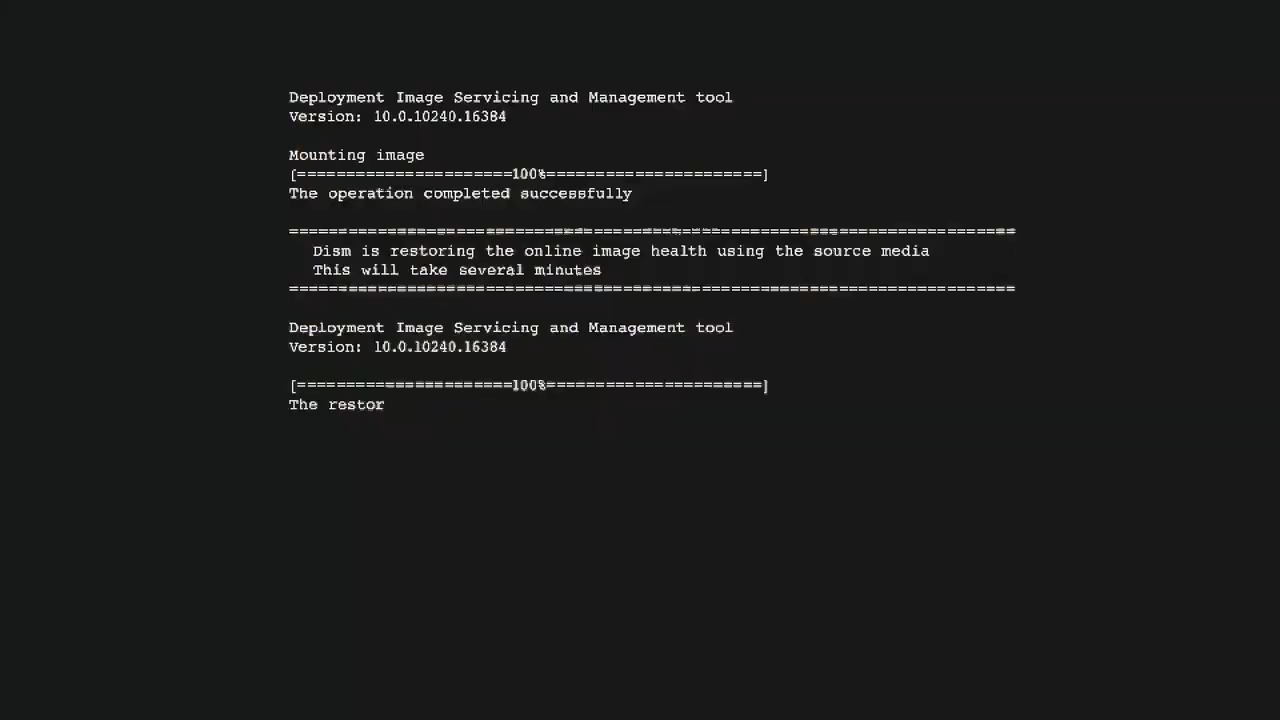 Deployment Image Servicing and Management tool
Version: 10.0.10240.16384
Mounting image
[======================100%======================]
The operation completed successfully
===========================================================================
Dism is restoring the online image health using the source media
This will take several minutes
===========================================================================
Deployment Image Servicing and Management tool
Version: 10.0.10240.16384
[======================100%======================]
The restor